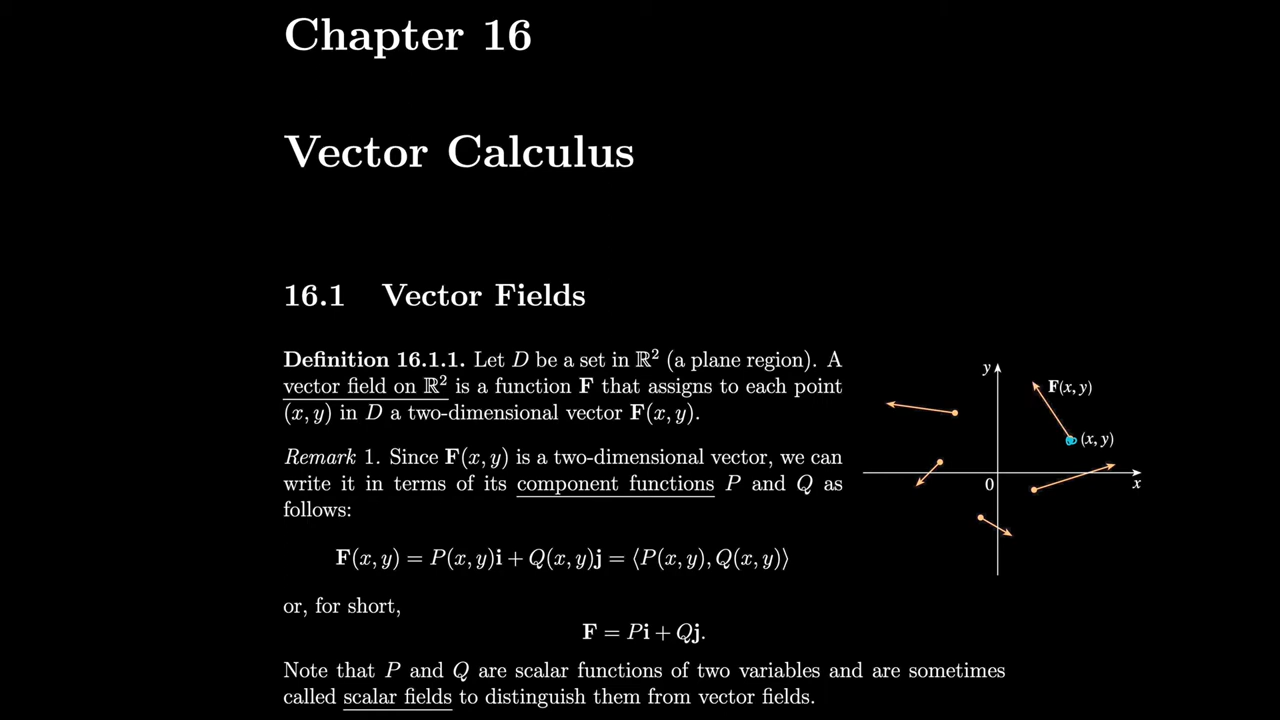 Chapter 16
Vector Calculus
16.1 Vector Fields
Definition 16.1.1. Let D be a set in ℝ² (a plane region). A
vector field on ℝ² is a function F that assigns to each point
(x, y) in D a two-dimensional vector F(x, y).
Remark 1. Since F(x, y) is a two-dimensional vector, we can
write it in terms of its component functions P and Q as
follows:
F(x, y) = P(x, y)i + Q(x, y)j = ⟨P(x, y), Q(x, y)⟩
or, for short,
F = Pi + Qj.
Note that P and Q are scalar functions of two variables and are sometimes
called scalar fields to distinguish them from vector fields.
y
F(x, y)
(x, y)
0
x